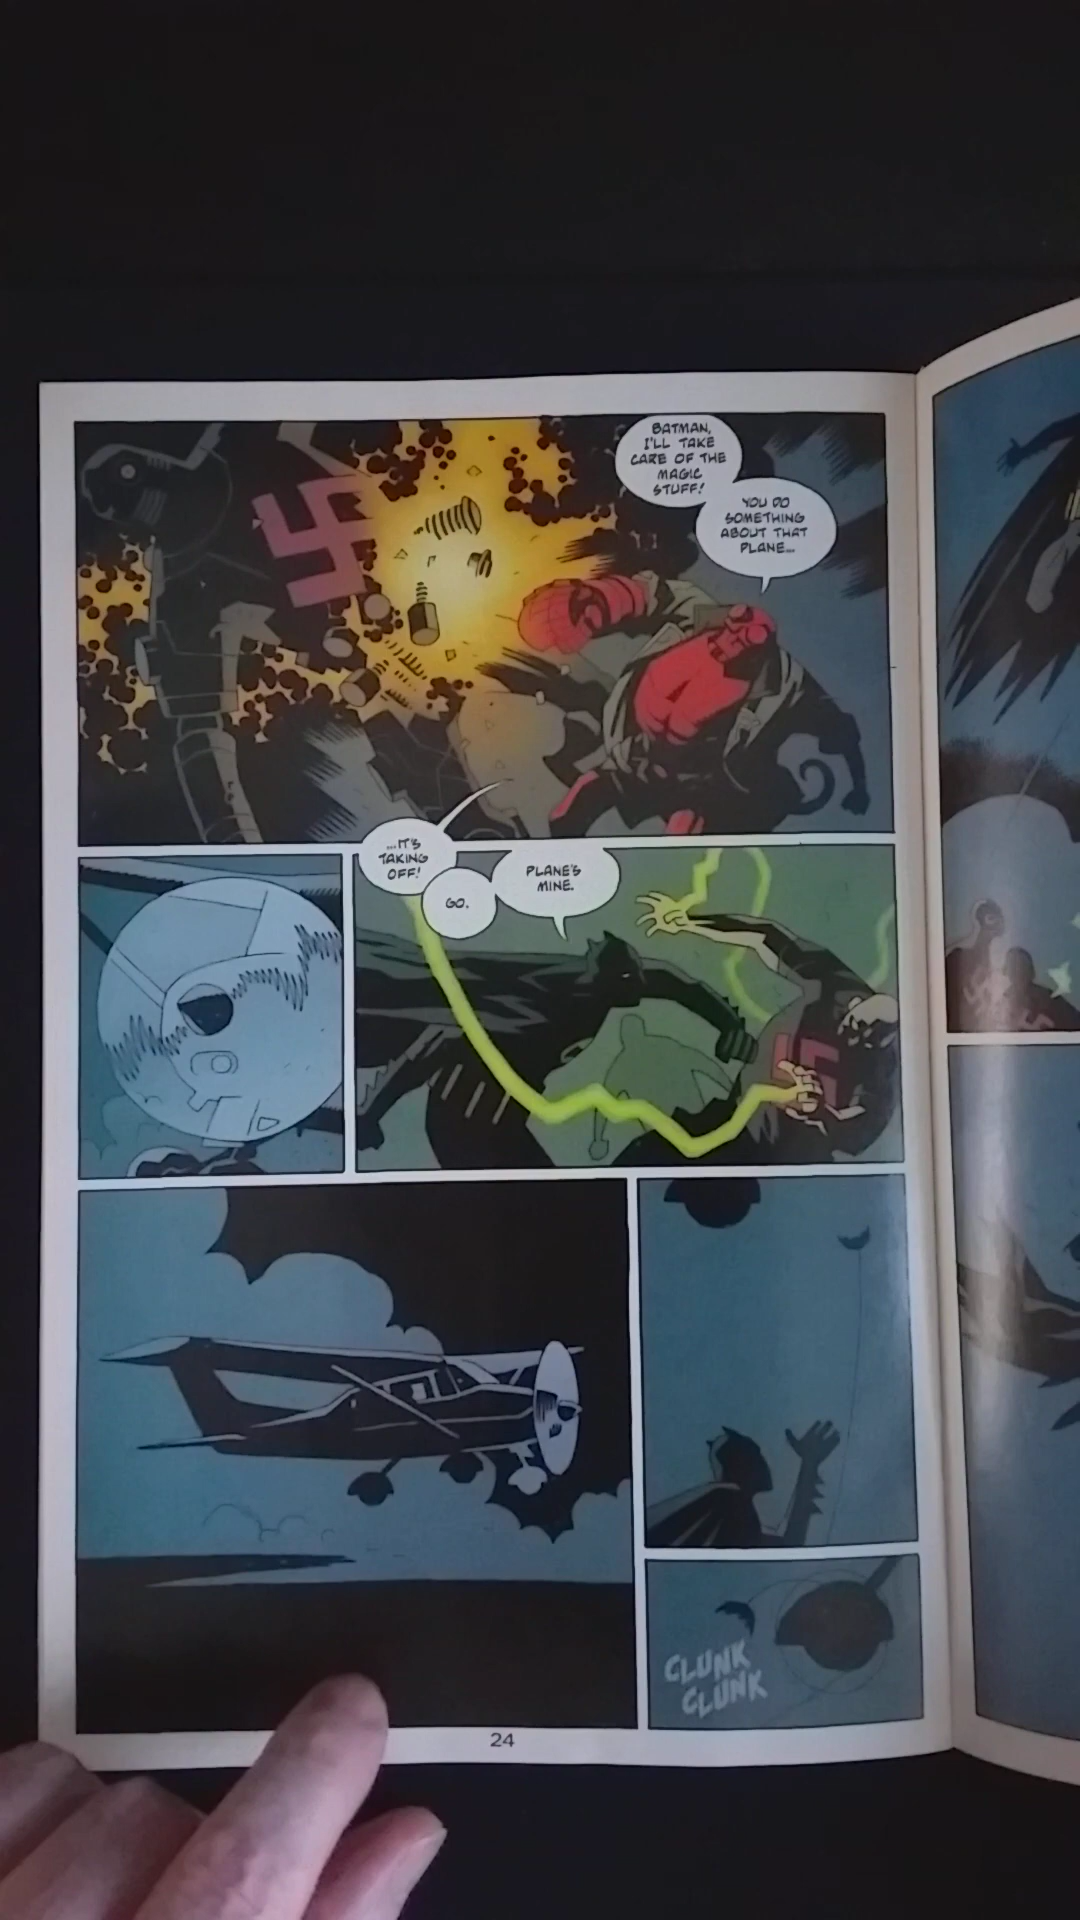 BATMAN,
I'LL TAKE
CARE OF THE
MAGIC
STUFF!
YOU DO
SOMETHING
ABOUT THAT
PLANE...
...IT'S
TAKING
OFF!
GO.
PLANE'S
MINE.
CLUNK
CLUNK
24